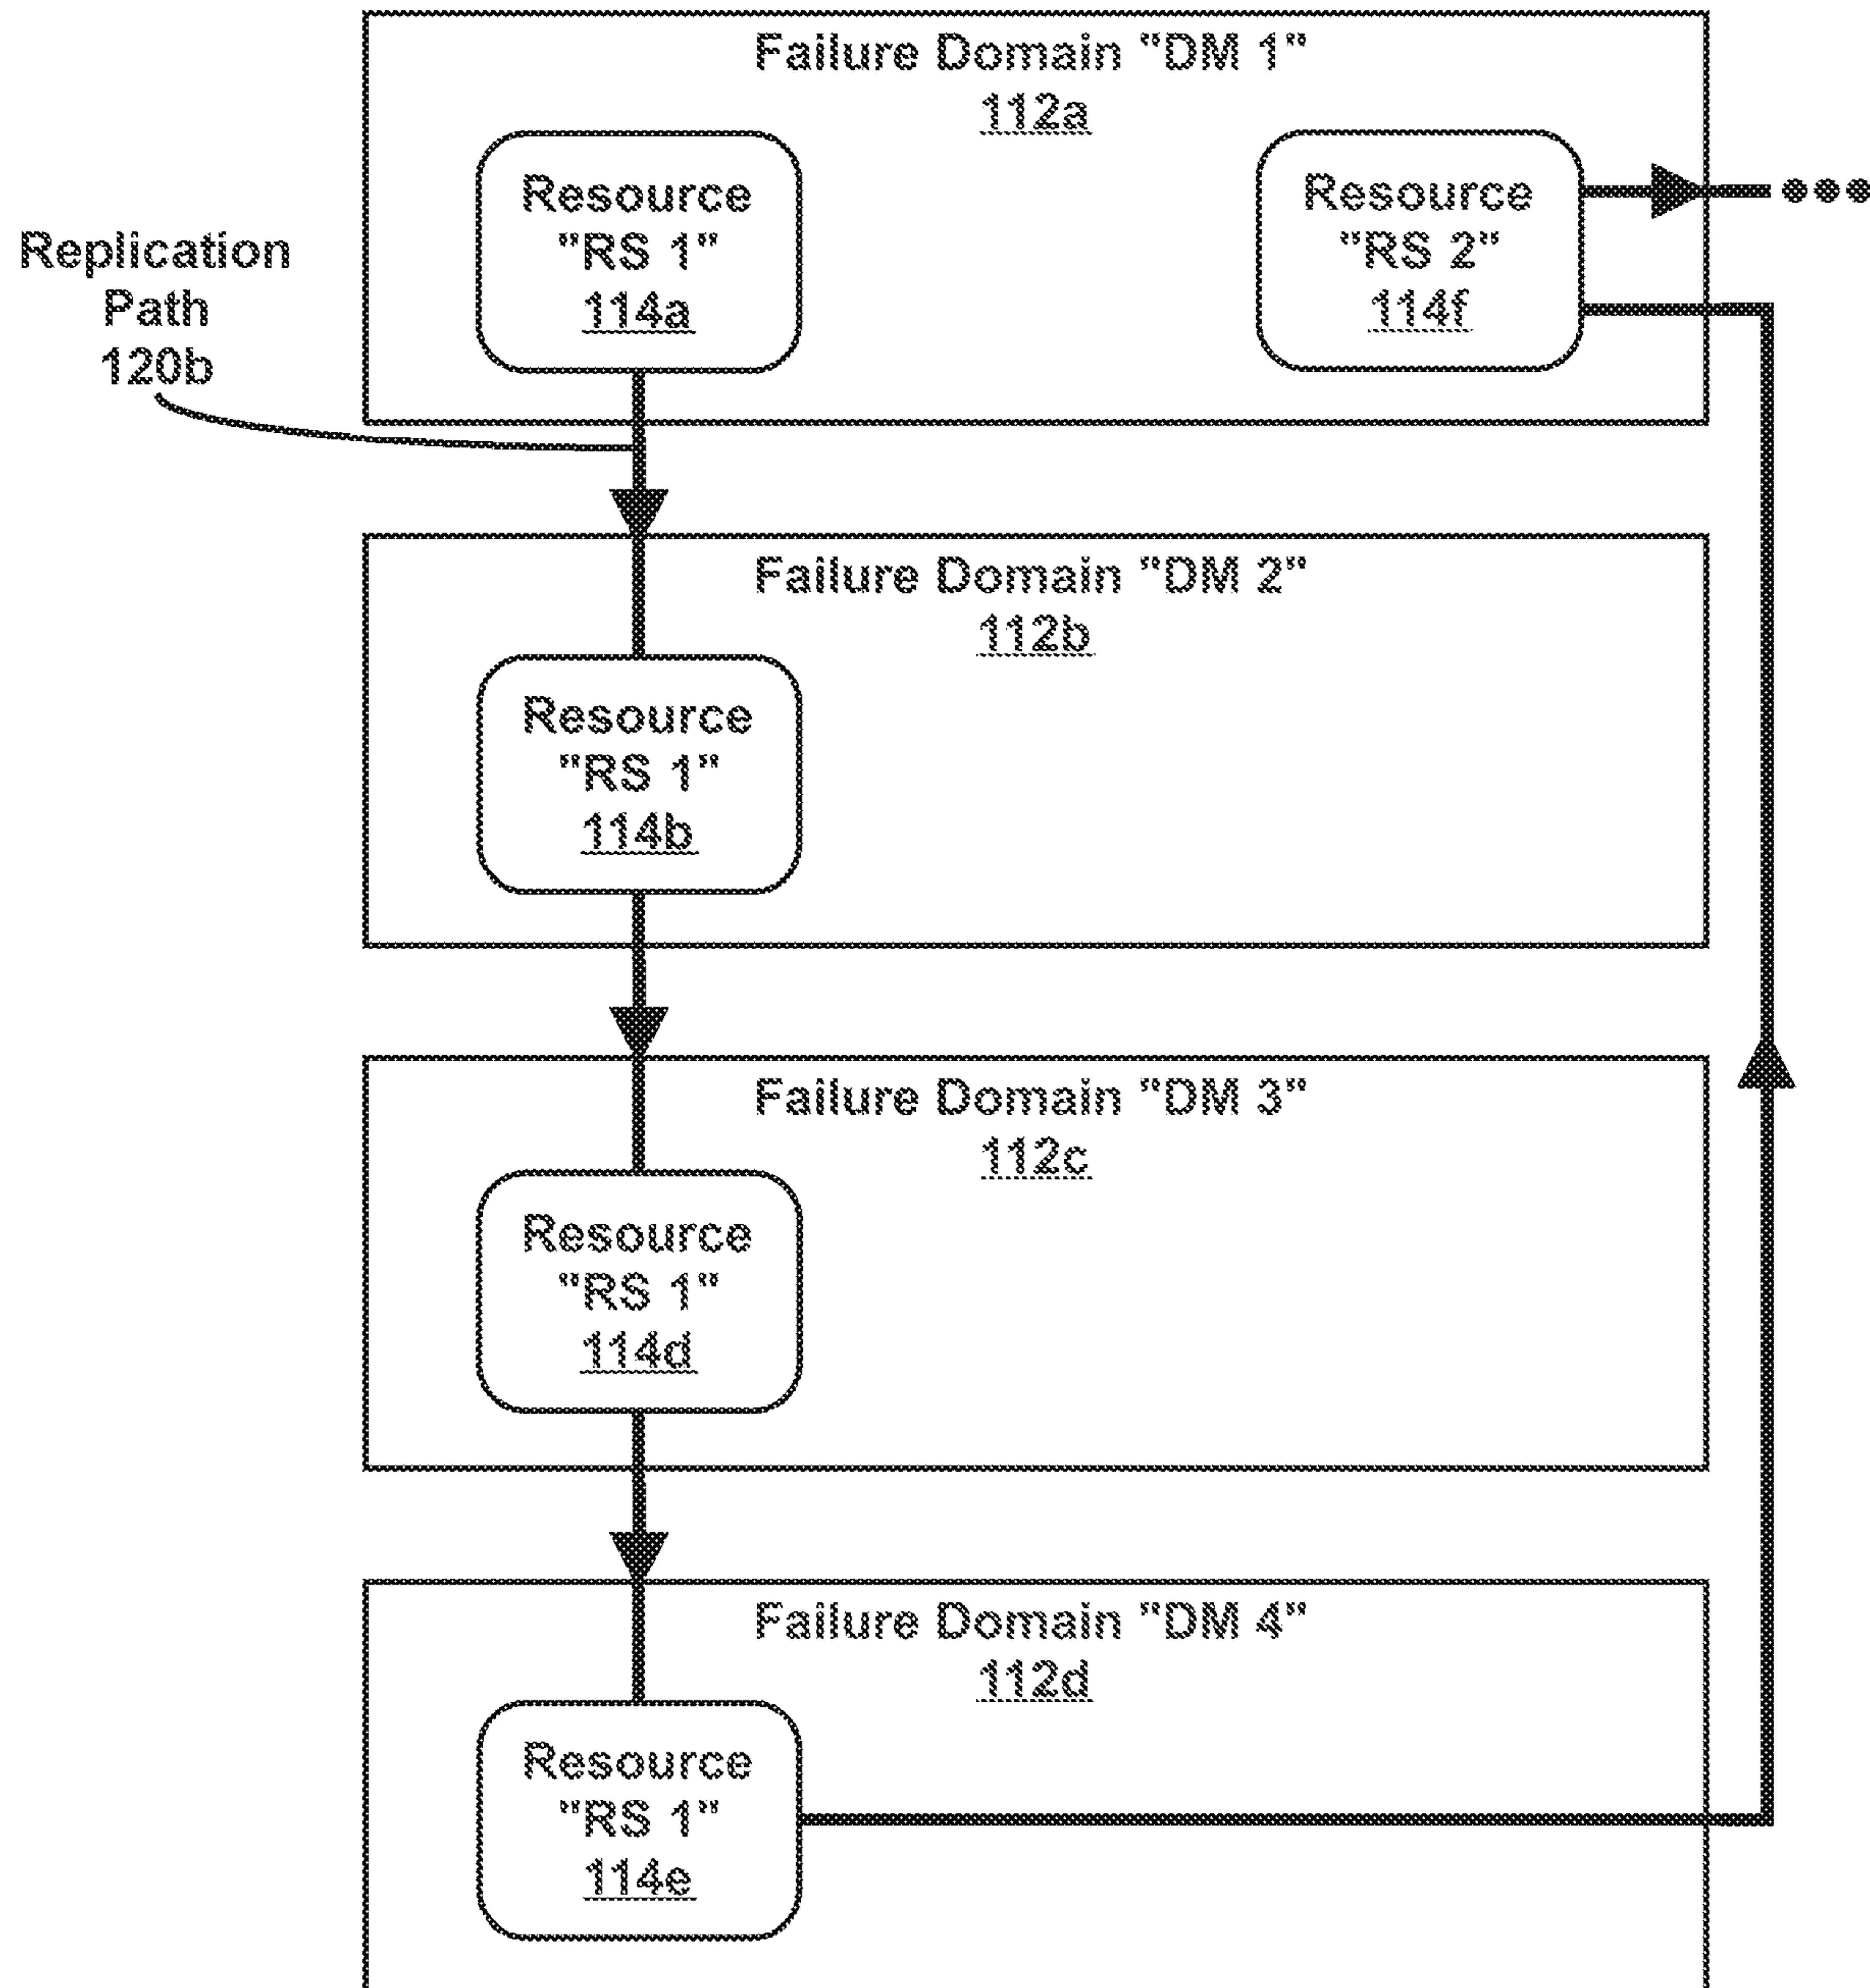 Failure Domain "DM 1"
112a
Resource
"RS 1"
114a
Resource
"RS 2"
114f
Replication
Path
120b
Failure Domain "DM 2"
112b
Resource
"RS 1"
114b
Failure Domain "DM 3"
112c
Resource
"RS 1"
114d
Failure Domain "DM 4"
112d
Resource
"RS 1"
114e